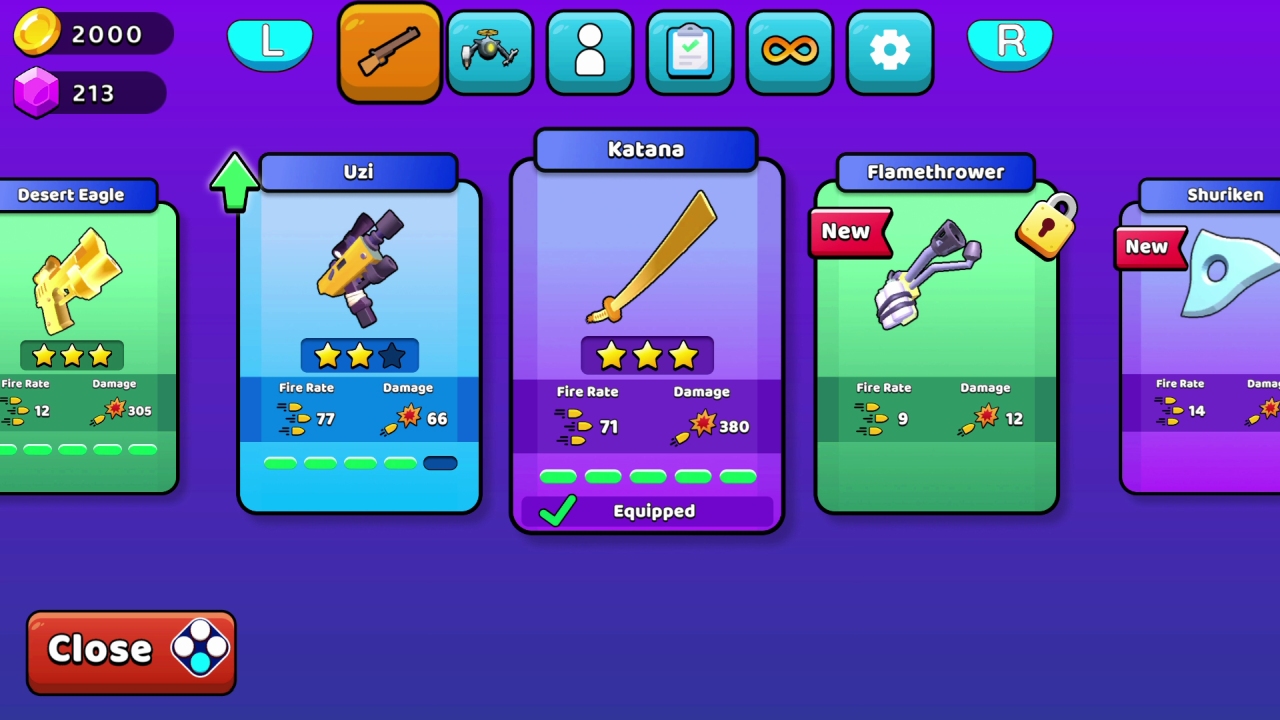 2000
L
R
213
Katana
Uzi
Flamethrower
Desert Eagle
Shuriken
New
New
Fire Rate
Damage
12
305
Fire Rate
Damage
77
66
Fire Rate
Damage
71
380
Equipped
Fire Rate
Damage
9
12
Fire Rate
Dama
14
Close